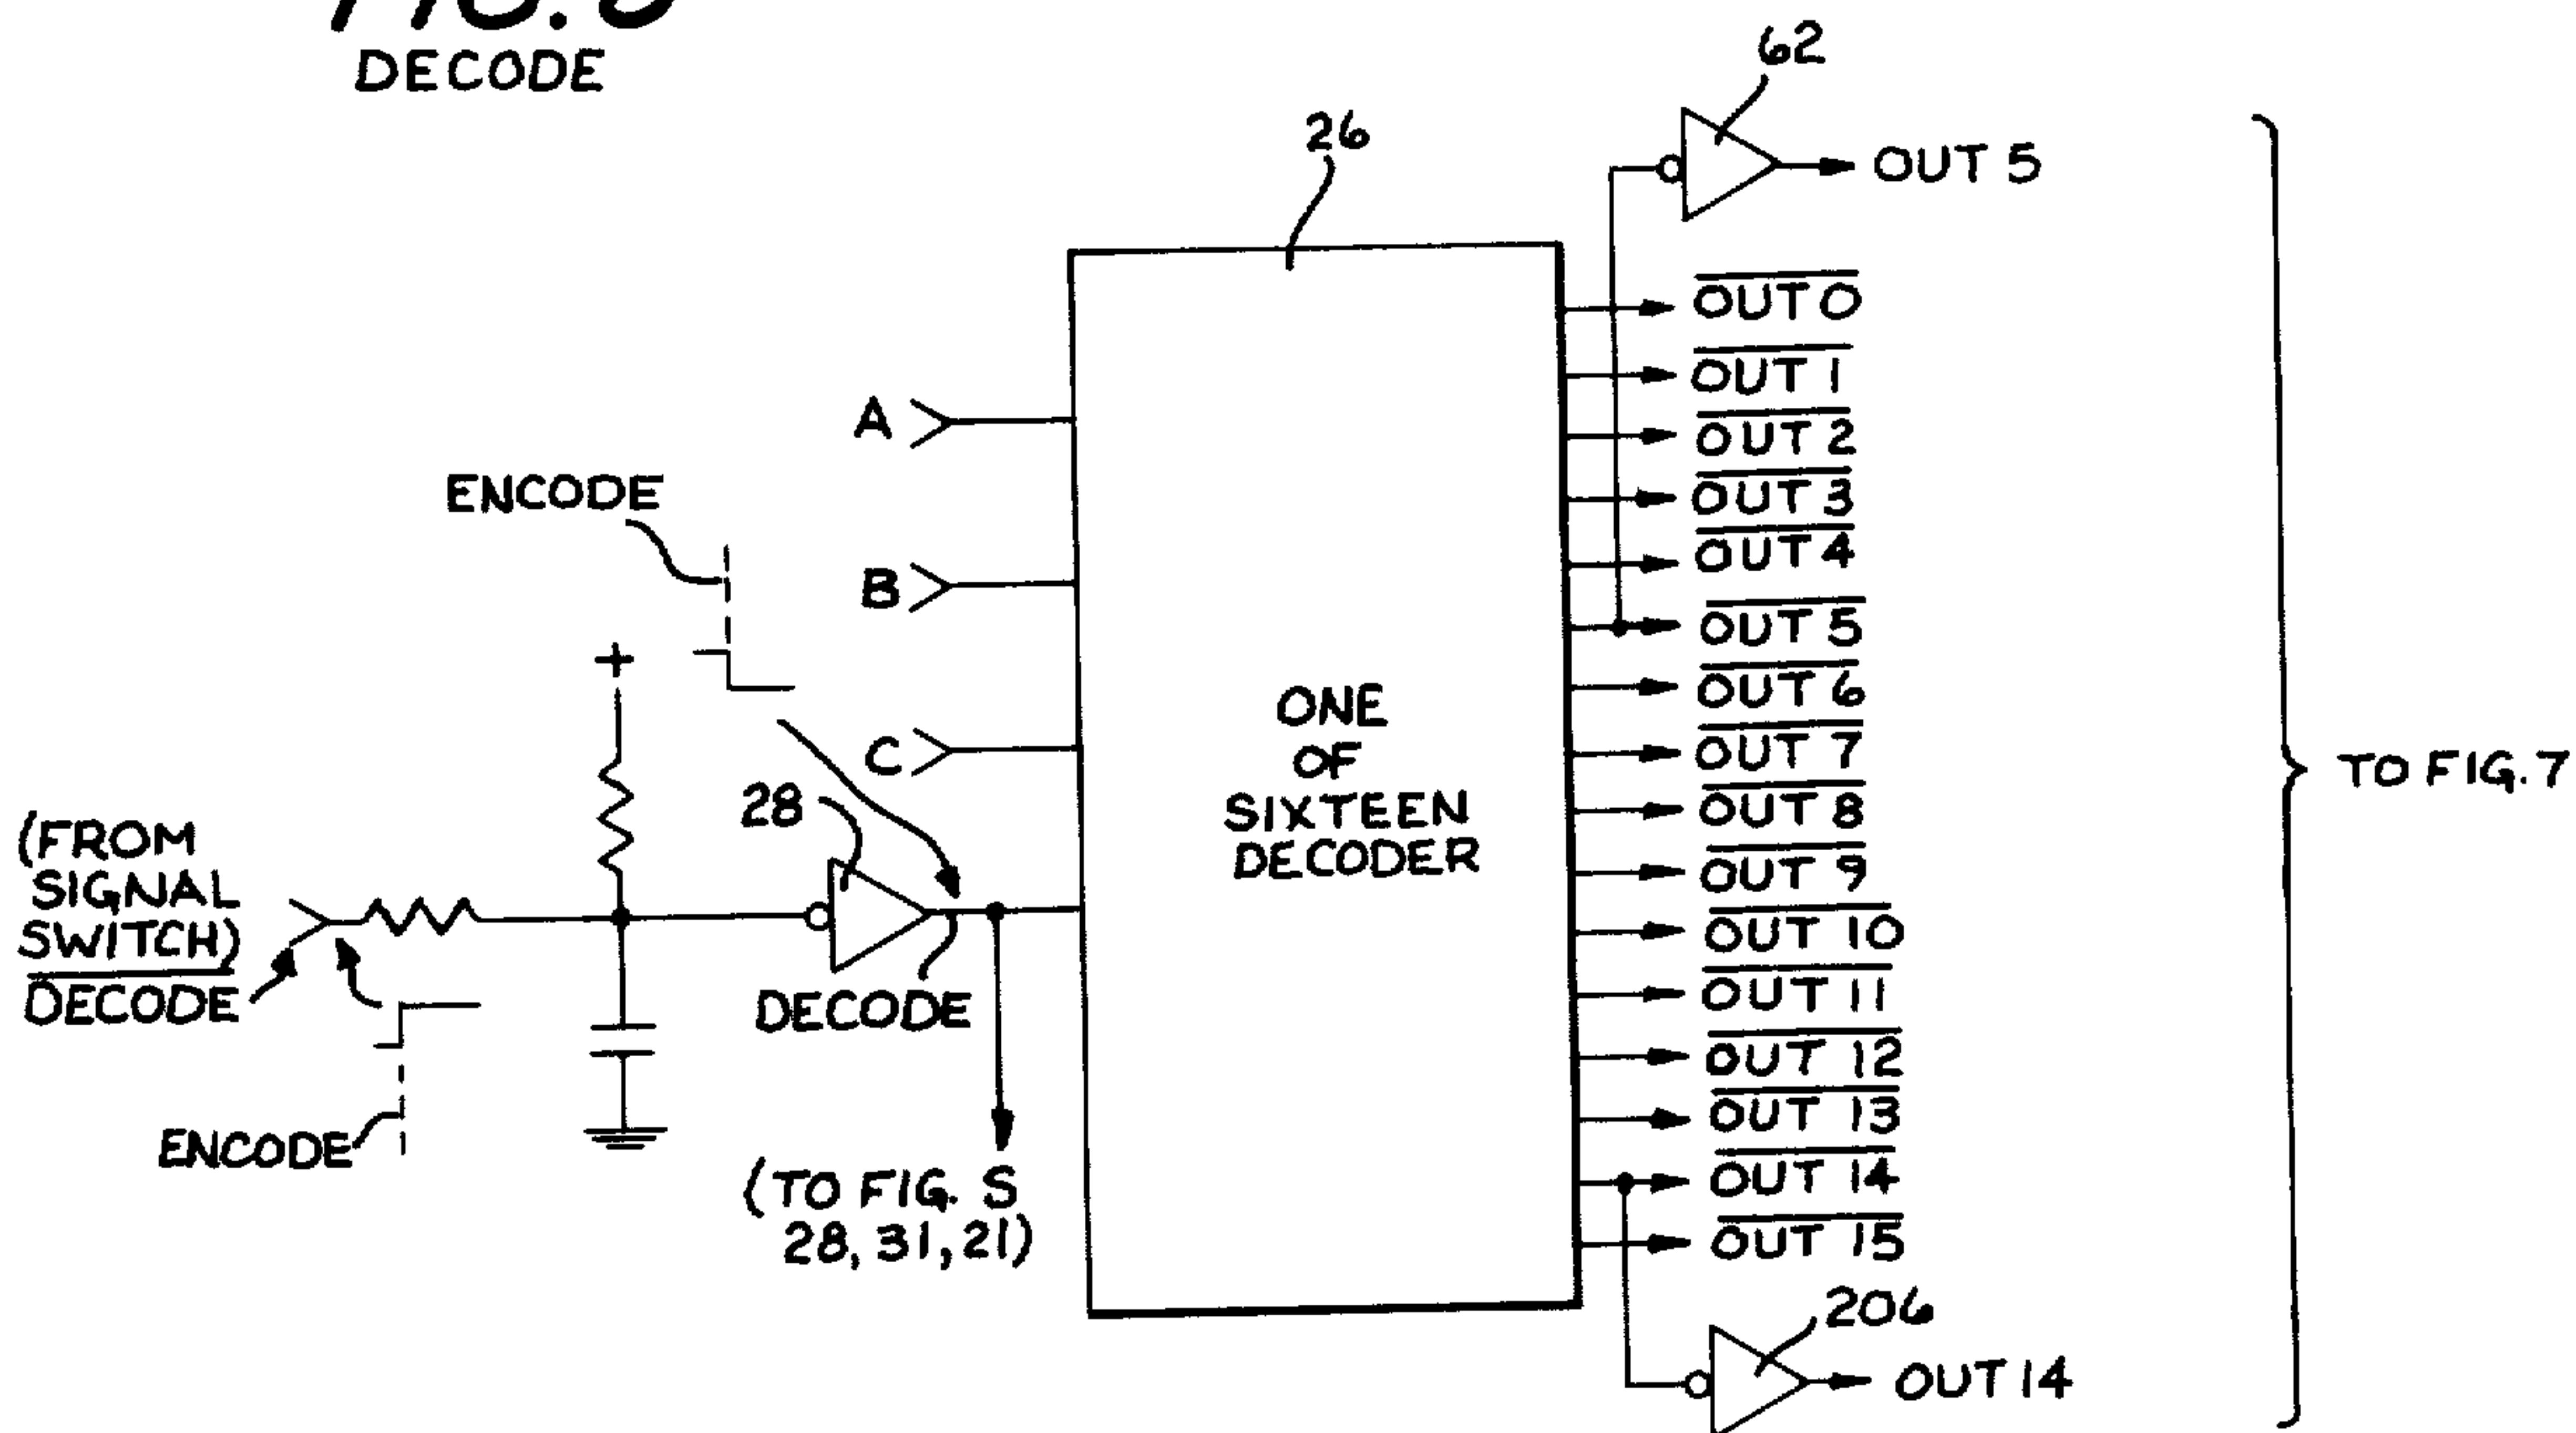 DECODE
62
OUT 5
26
OUT 0
OUT 1
OUT 2
OUT 3
OUT 4
OUT 5
OUT 6
OUT 7
OUT 8
OUT 9
OUT 10
OUT 11
OUT 12
OUT 13
OUT 14
OUT 15
206
OUT 14
TO FIG. 7
A
B
C
ENCODE
+
28
ONE
OF
SIXTEEN
DECODER
(FROM
SIGNAL
SWITCH)
DECODE
ENCODE
DECODE
(TO FIG. S
28, 31, 21)